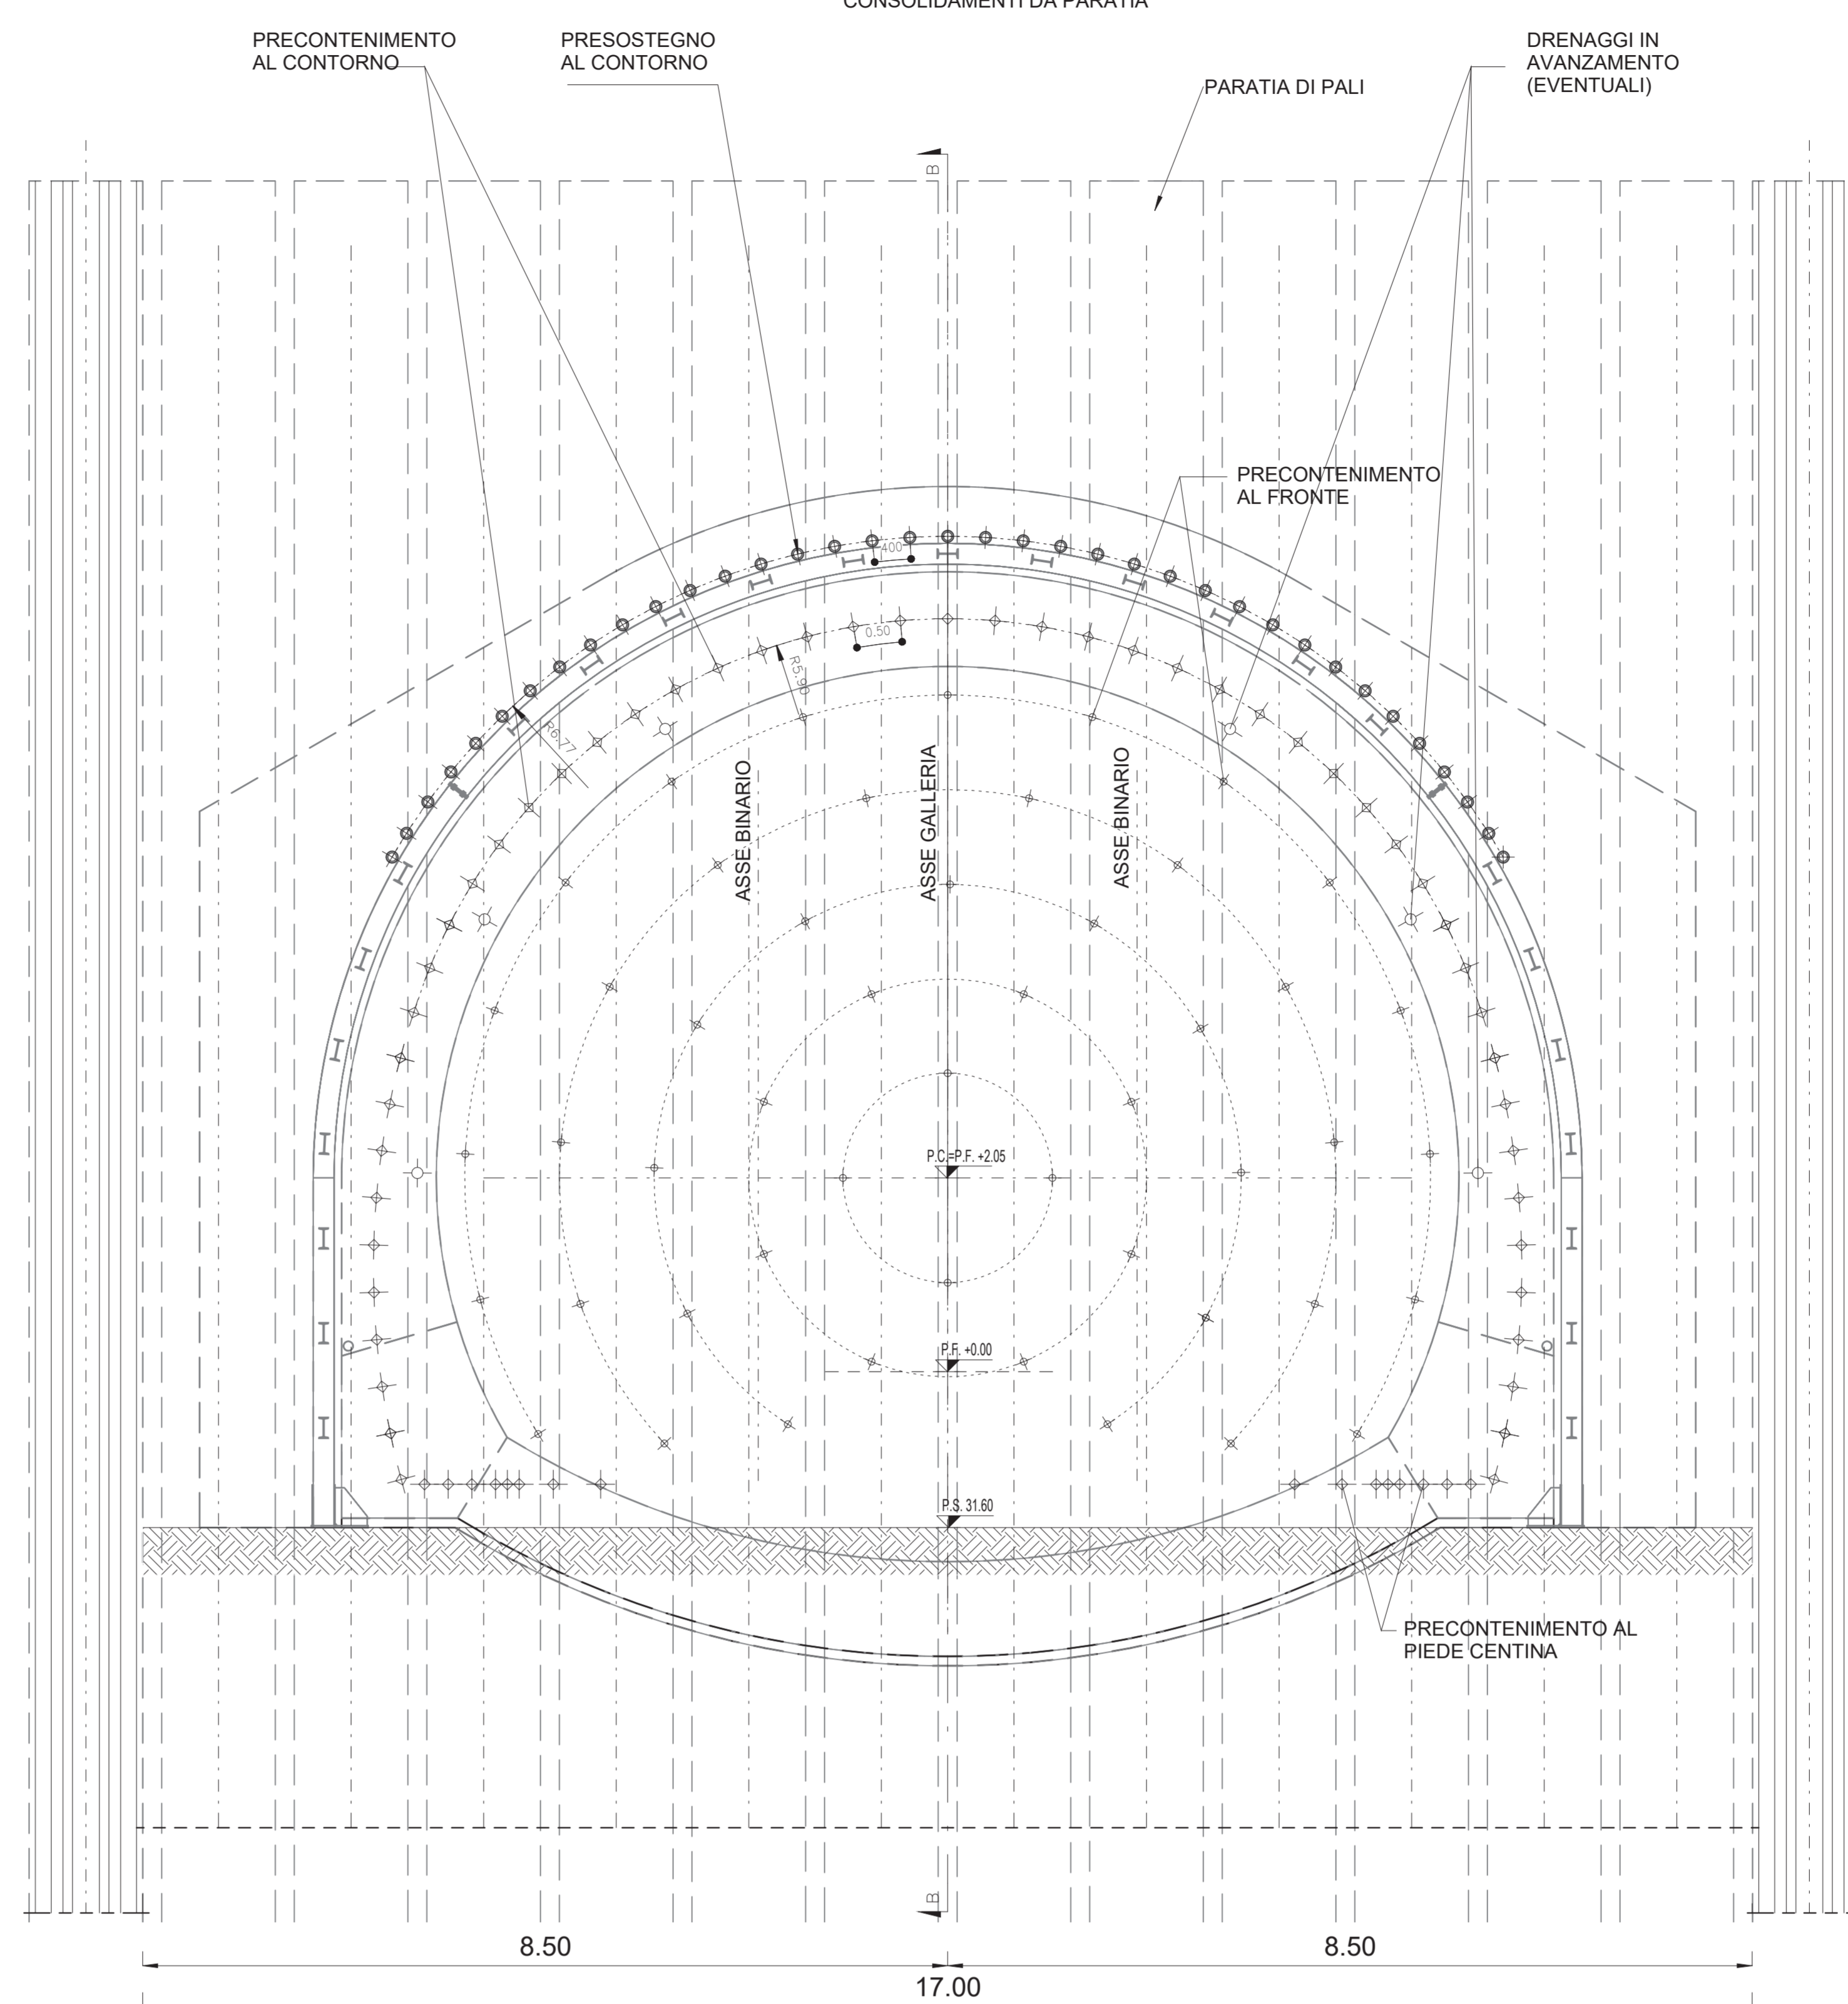 CONSOLIDAMENTI DA PARATIA
PRECONTENIMENTO
AL CONTORNO
PRESOSTEGNO
AL CONTORNO
DRENAGGI IN
AVANZAMENTO
(EVENTUALI)
PARATIA DI PALI
B
PRECONTENIMENTO
AL FRONTE
400
0.50
R5.90
R6.77
ASSE BINARIO
ASSE GALLERIA
ASSE BINARIO
P.C.=P.F. +2.05
P.F. +0.00
P.S. 31.60
PRECONTENIMENTO AL
PIEDE CENTINA
B
8.50
8.50
17.00